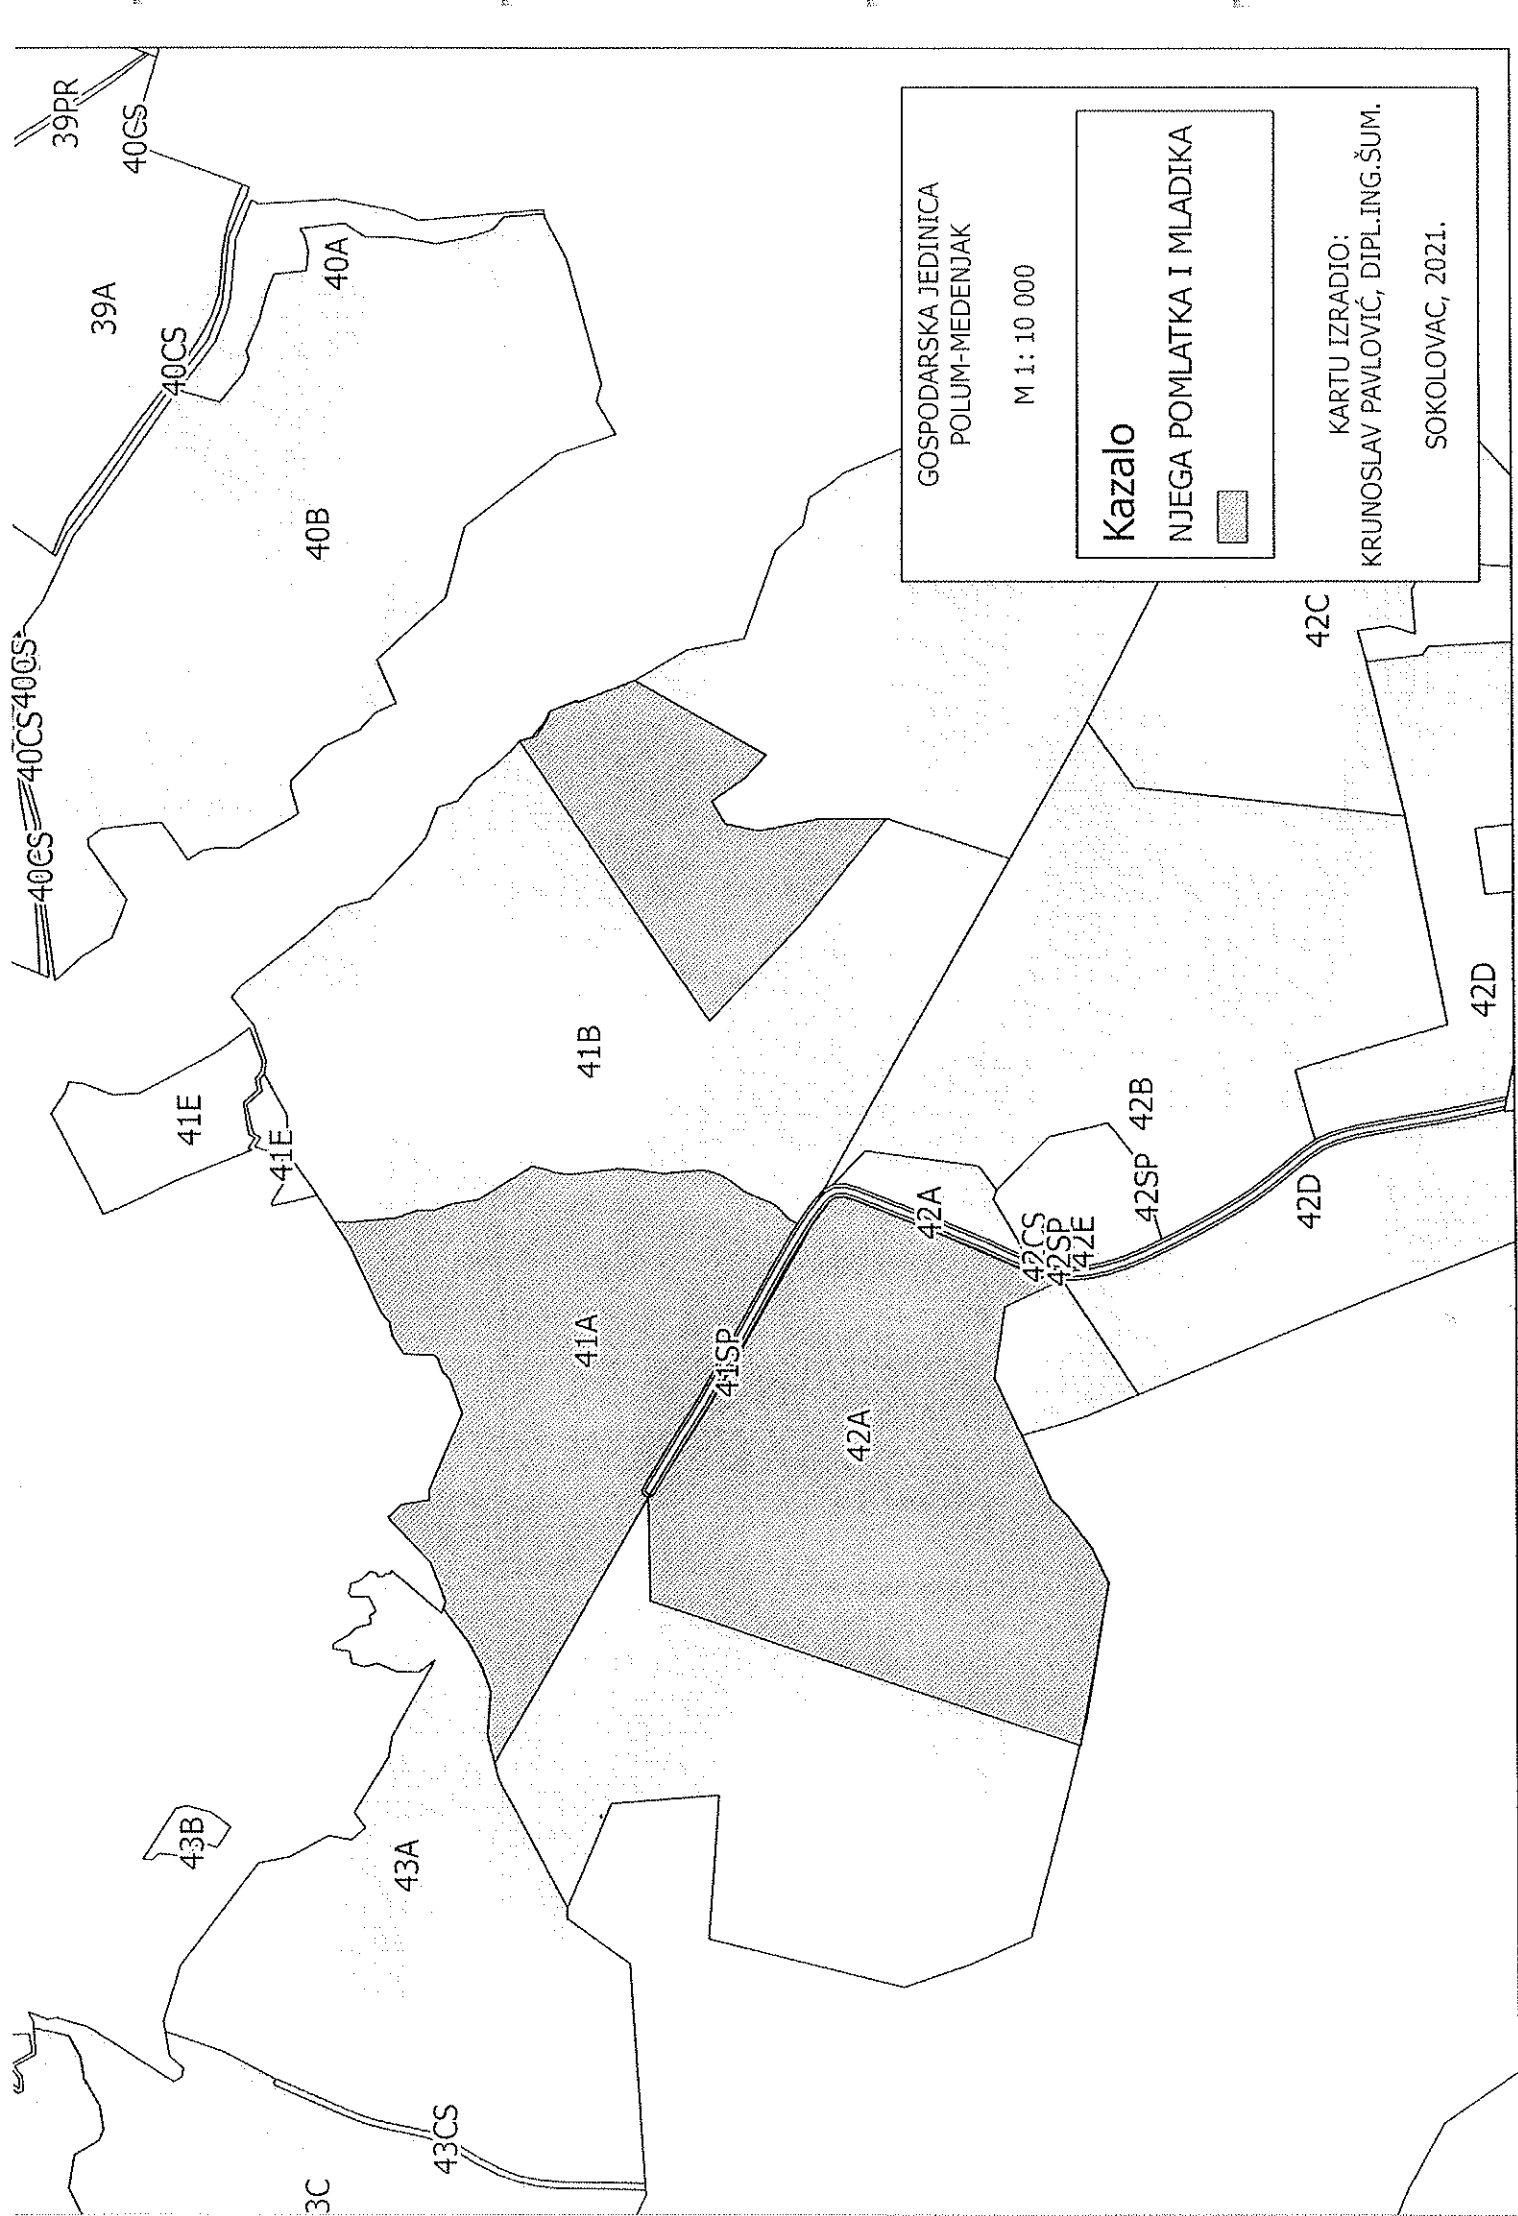 39PR
40CS
39A
40CS
40A
40B
40CS
40CS
40CS
41E
41E
41B
41A
41SP
42A
42A
42CS
42SP
42E
42SP
42B
42D
42D
42C
43B
43A
43CS
3C
GOSPODARSKA JEDINICA
POLUM-MEDENJAK
M 1: 10 000
Kazalo
NJEGA POMLATKA I MLADIKA
KARTU IZRADIO:
KRUNOSLAV PAVLOVIĆ, DIPL.ING.ŠUM.
SOKOLOVAC, 2021.